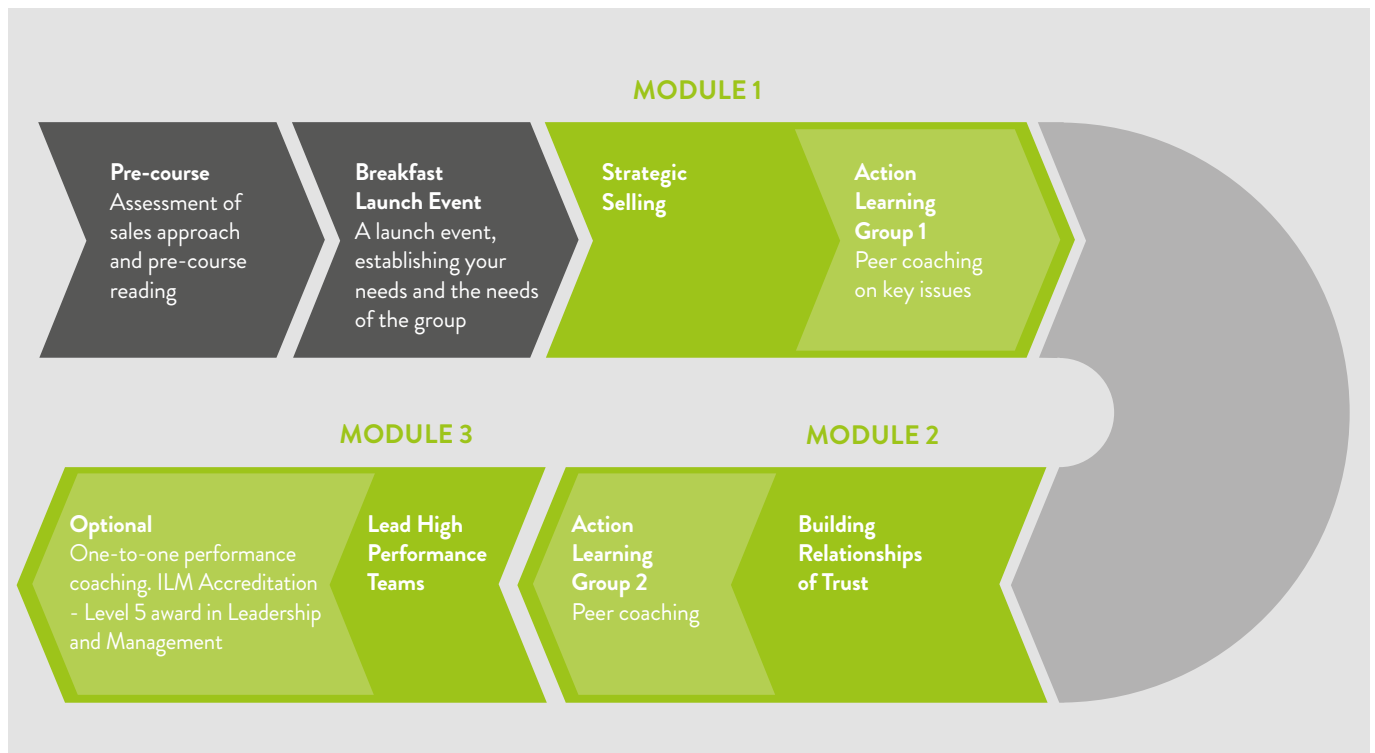 MODULE 1
Pre-course
Assessment of
sales approach
and pre-course
reading
Breakfast
Launch Event
A launch event,
establishing your
needs and the needs
of the group
Strategic
Selling
Action
Learning
Group 1
Peer coaching
on key issues
MODULE 2
Building
Relationships
of Trust
Action
Learning
Group 2
Peer coaching
MODULE 3
Lead High
Performance
Teams
Optional
One-to-one performance
coaching. ILM Accreditation
- Level 5 award in Leadership
and Management